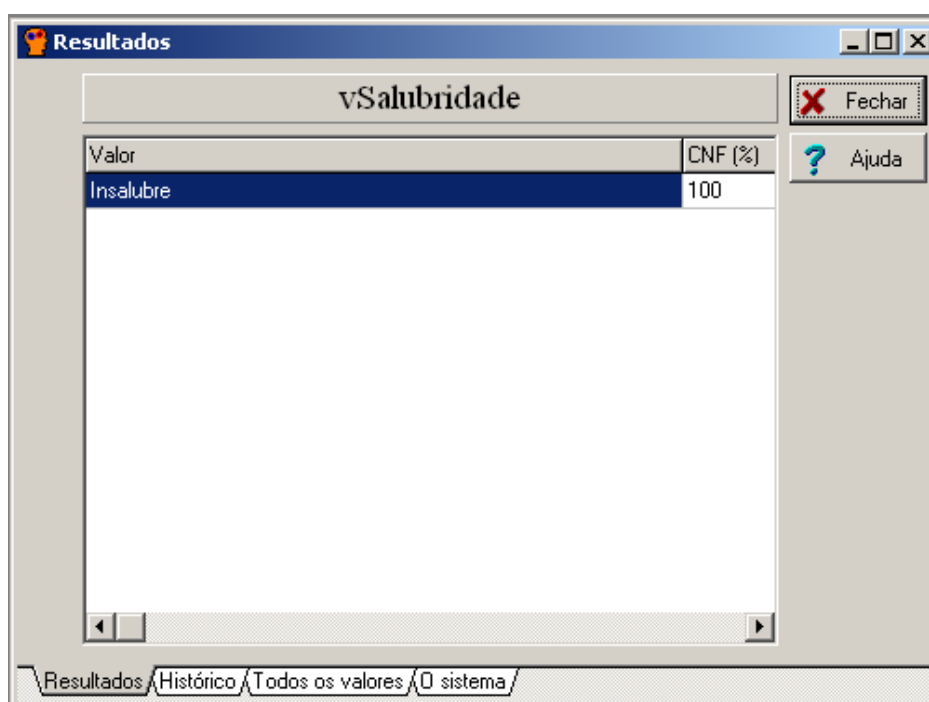 Resultados
vSalubridade
Fechar
Valor CNF (%)
? Ajuda
Insalubre 100
Resultados Histórico Todos os valores O sistema